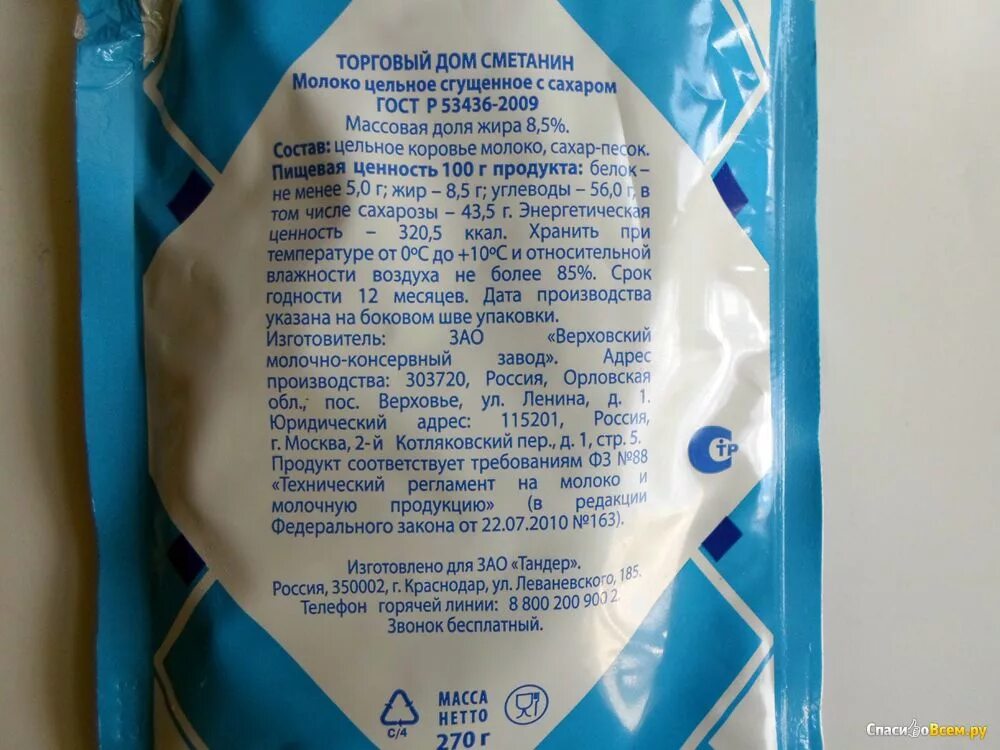 ТОРГОВЫЙ ДОМ СМЕТАНИН
Молоко цельное сгущенное с сахаром
ГОСТ Р 53436-2009
Массовая доля жира 8,5%.
Состав: цельное коровье молоко, сахар-песок.
Пищевая ценность 100 г продукта: белок –
не менее 5,0 г; жир – 8,5 г; углеводы – 56,0 г, в
том числе сахарозы – 43,5 г. Энергетическая
ценность – 320,5 ккал. Хранить при
температуре от 0ºС до +10ºС и относительной
влажности воздуха не более 85%. Срок
годности 12 месяцев. Дата производства
указана на боковом шве упаковки.
Изготовитель: ЗАО «Верховский
молочно-консервный завод». Адрес
производства: 303720, Россия, Орловская
обл., пос. Верховье, ул. Ленина, д. 1.
Юридический адрес: 115201, Россия,
г. Москва, 2-й Котляковский пер., д. 1, стр. 5.
Продукт соответствует требованиям ФЗ №88
«Технический регламент на молоко и
молочную продукцию» (в редакции
Федерального закона от 22.07.2010 №163).
СТР
Изготовлено для ЗАО «Тандер».
Россия, 350002, г. Краснодар, ул. Леваневского, 185.
Телефон горячей линии: 8 800 200 900 2.
Звонок бесплатный.
С/4
МАССА
НЕТТО
270 г
СпасибоВсем.ру